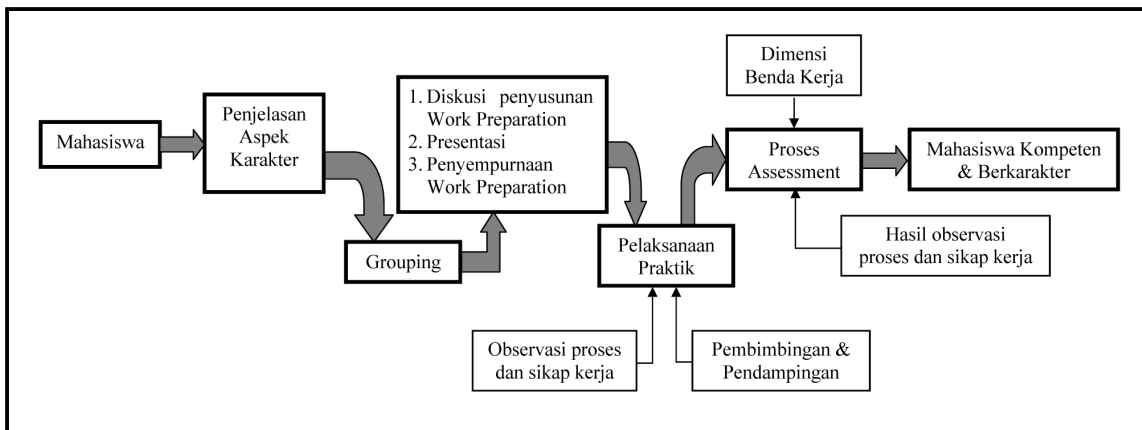 Mahasiswa
Penjelasan
Aspek
Karakter
Grouping
1. Diskusi penyusunan
Work Preparation
2. Presentasi
3. Penyempurnaan
Work Preparation
Pelaksanaan
Praktik
Observasi proses
dan sikap kerja
Pembimbingan &
Pendampingan
Dimensi
Benda Kerja
Proses
Assessment
Hasil observasi
proses dan sikap kerja
Mahasiswa Kompeten
& Berkarakter